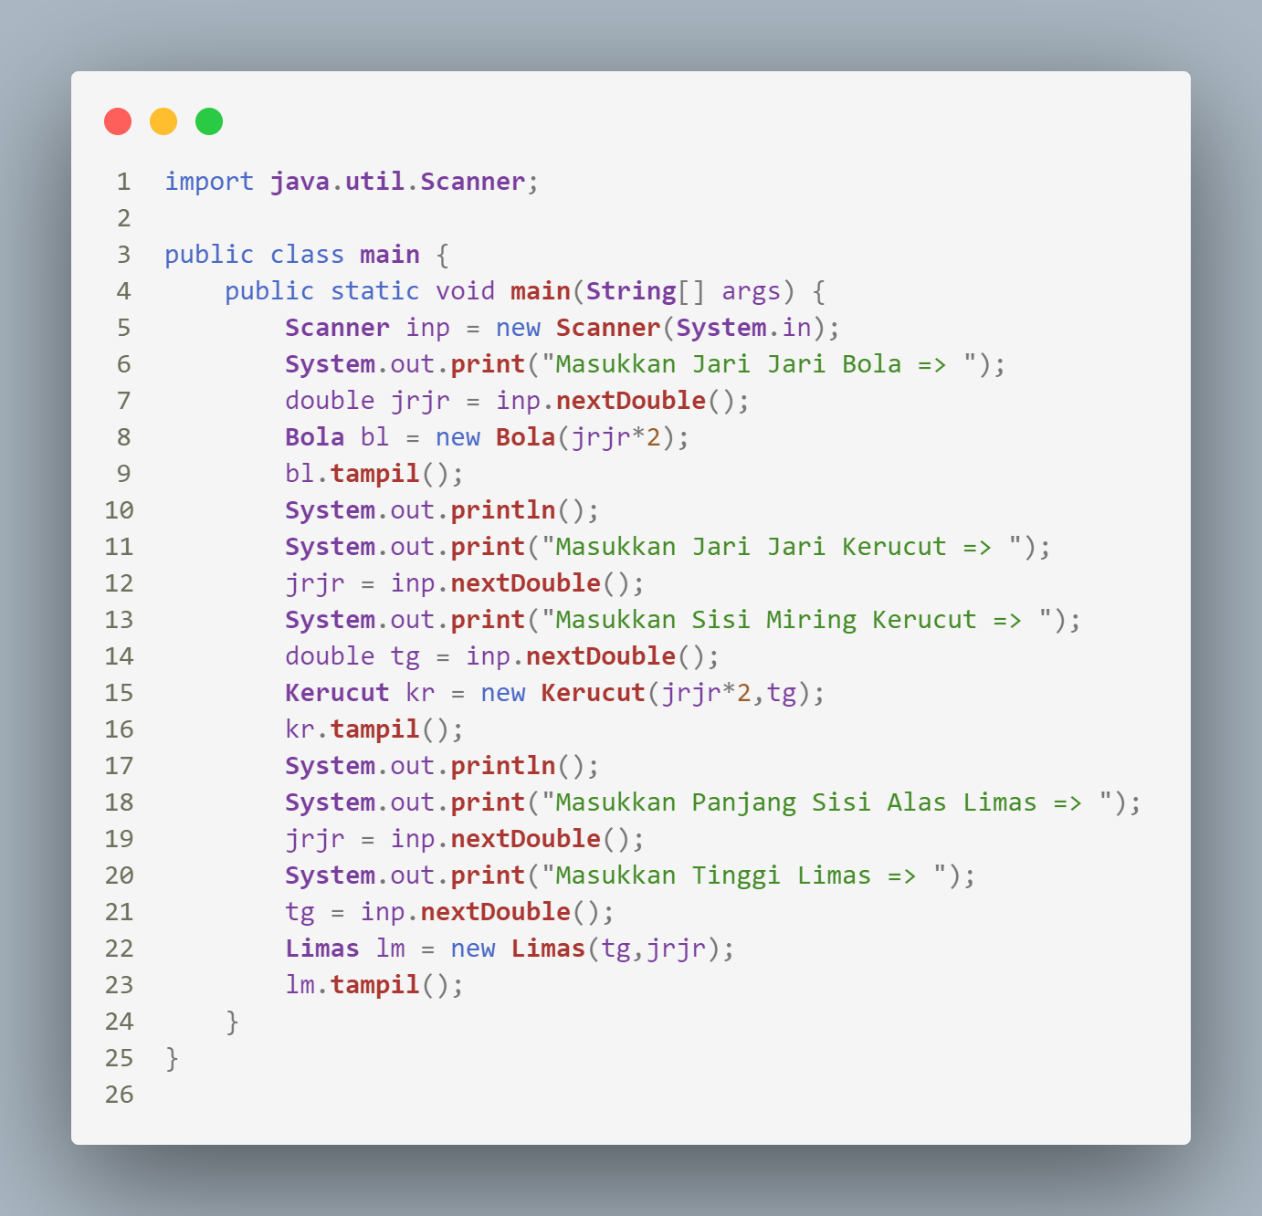 1 import java.util.Scanner;
2
3 public class main {
4     public static void main(String[] args) {
5         Scanner inp = new Scanner(System.in);
6         System.out.print("Masukkan Jari Jari Bola => ");
7         double jrjr = inp.nextDouble();
8         Bola bl = new Bola(jrjr*2);
9         bl.tampil();
10         System.out.println();
11         System.out.print("Masukkan Jari Jari Kerucut => ");
12         jrjr = inp.nextDouble();
13         System.out.print("Masukkan Sisi Miring Kerucut => ");
14         double tg = inp.nextDouble();
15         Kerucut kr = new Kerucut(jrjr*2,tg);
16         kr.tampil();
17         System.out.println();
18         System.out.print("Masukkan Panjang Sisi Alas Limas => ");
19         jrjr = inp.nextDouble();
20         System.out.print("Masukkan Tinggi Limas => ");
21         tg = inp.nextDouble();
22         Limas lm = new Limas(tg,jrjr);
23         lm.tampil();
24     }
25 }
26